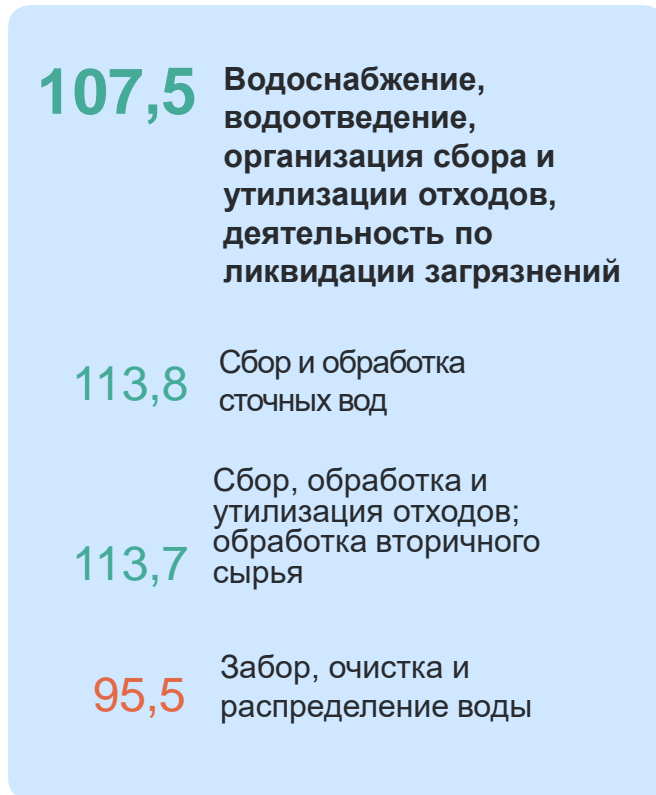 107,5 Водоснабжение,
водоотведение,
организация сбора и
утилизации отходов,
деятельность по
ликвидации загрязнений
113,8 Сбор и обработка
сточных вод
Сбор, обработка и
утилизация отходов;
обработка вторичного
113,7 сырья
Забор, очистка и
95,5 распределение воды